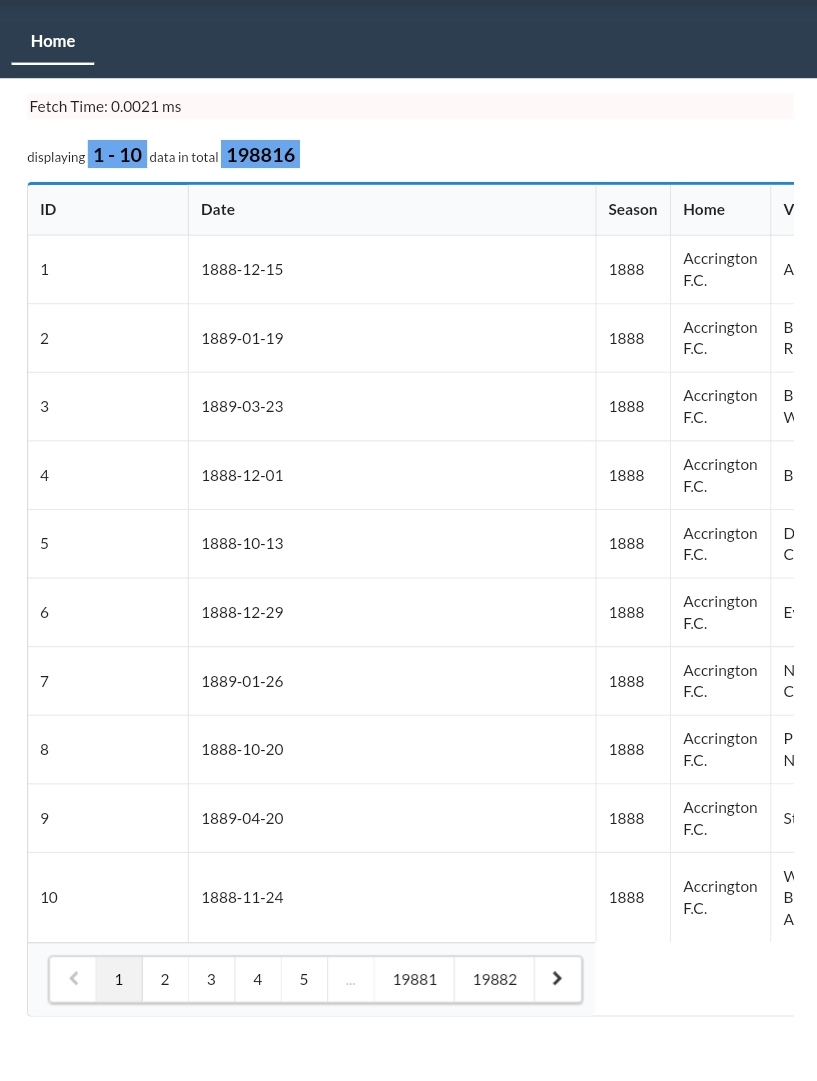 Home
Fetch Time: 0.0021 ms
displaying 1 - 10 data in total 198816
ID Date Season Home
1 1888-12-15 1888 Accrington F.C.
2 1889-01-19 1888 Accrington F.C.
3 1889-03-23 1888 Accrington F.C.
4 1888-12-01 1888 Accrington F.C.
5 1888-10-13 1888 Accrington F.C.
6 1888-12-29 1888 Accrington F.C.
7 1889-01-26 1888 Accrington F.C.
8 1888-10-20 1888 Accrington F.C.
9 1889-04-20 1888 Accrington F.C.
10 1888-11-24 1888 Accrington F.C.
1 2 3 4 5 ... 19881 19882